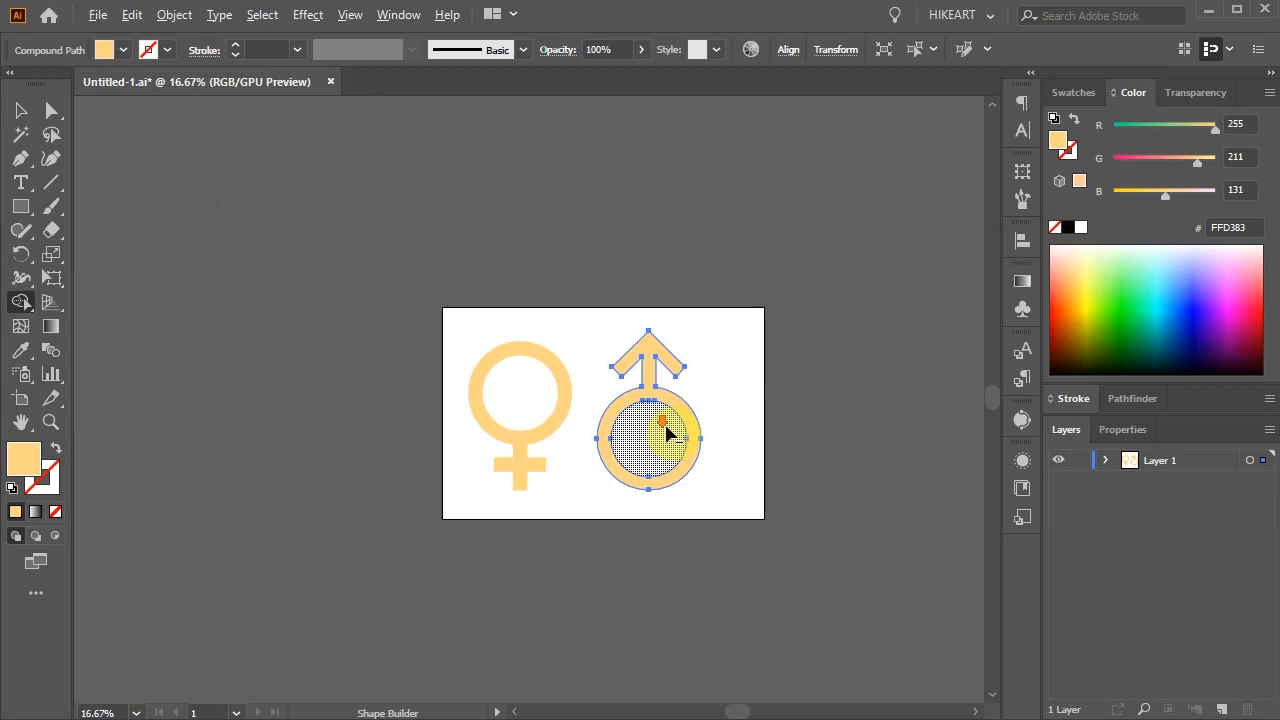 Ai File Edit Object Type Select Effect View Window Help HIKEART Search Adobe Stock
Compound Path Stroke: Basic Opacity: 100% Style: Align Transform
Untitled-1.ai* @ 16.67% (RGB/GPU Preview) ×
Swatches Color Transparency
R 255
G 211
B 131
# FFD383
Stroke Pathfinder
Layers Properties
Layer 1
1 Layer
16.67% 1 Shape Builder